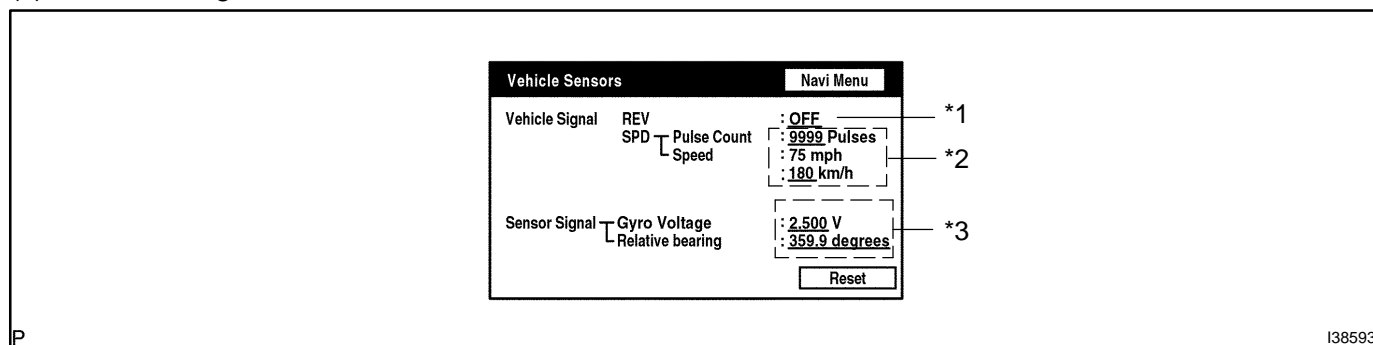 Vehicle Sensors Navi Menu
Vehicle Signal REV : OFF *1
SPD Pulse Count : 9999 Pulses
Speed : 75 mph *2
: 180 km/h
Sensor Signal Gyro Voltage : 2.500 V *3
Relative bearing : 359.9 degrees
Reset
P I38593